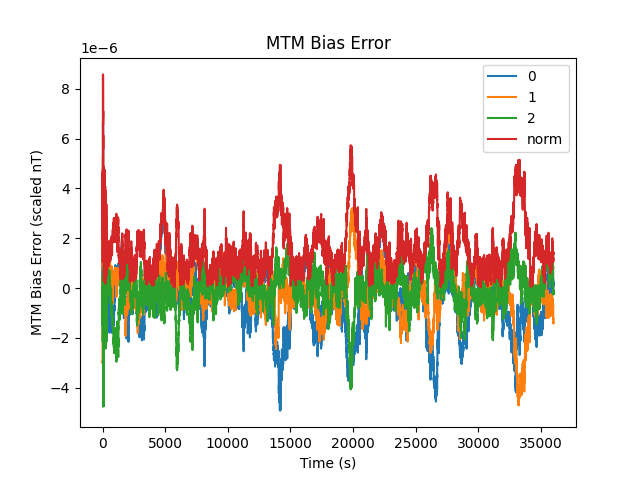 MTM Bias Error
1e−6
8
6
4
2
0
−2
−4
MTM Bias Error (scaled nT)
0
1
2
norm
0 5000 10000 15000 20000 25000 30000 35000
Time (s)